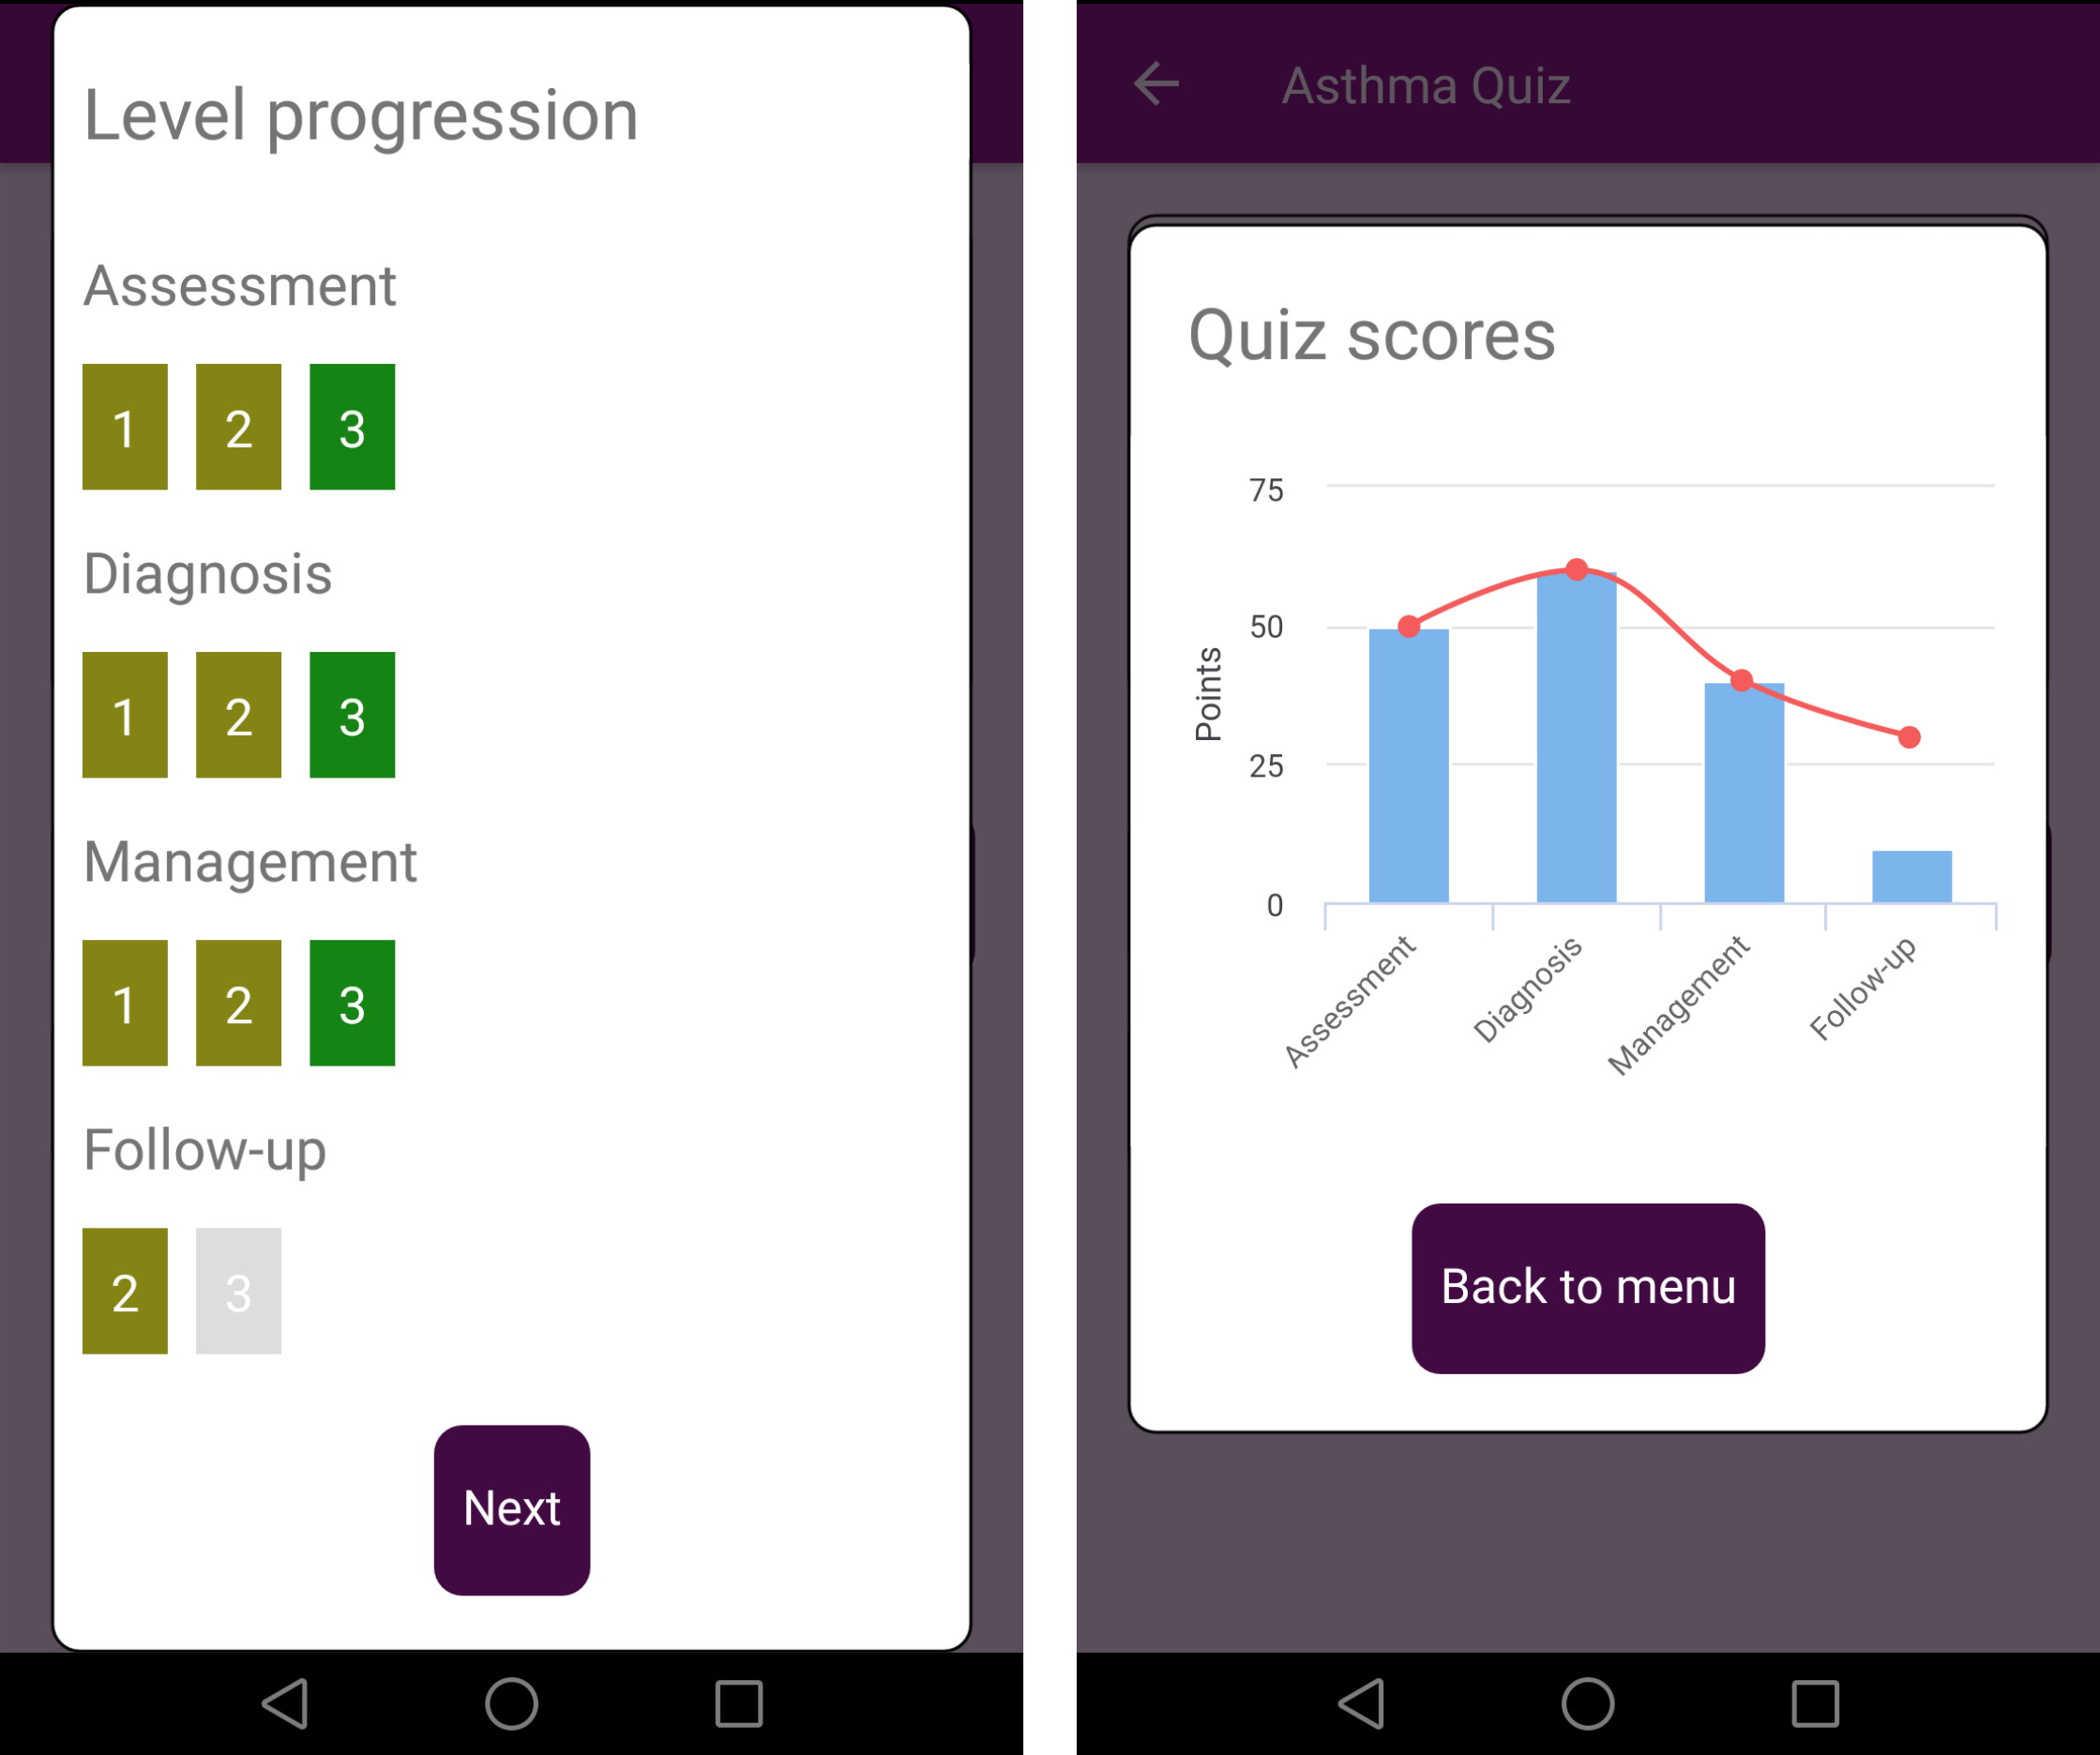 Level progression
Assessment
1 2 3
Diagnosis
1 2 3
Management
1 2 3
Follow-up
2 3
Next
Asthma Quiz
Quiz scores
75
50
25
0
Points
Assessment
Diagnosis
Management
Follow-up
Back to menu